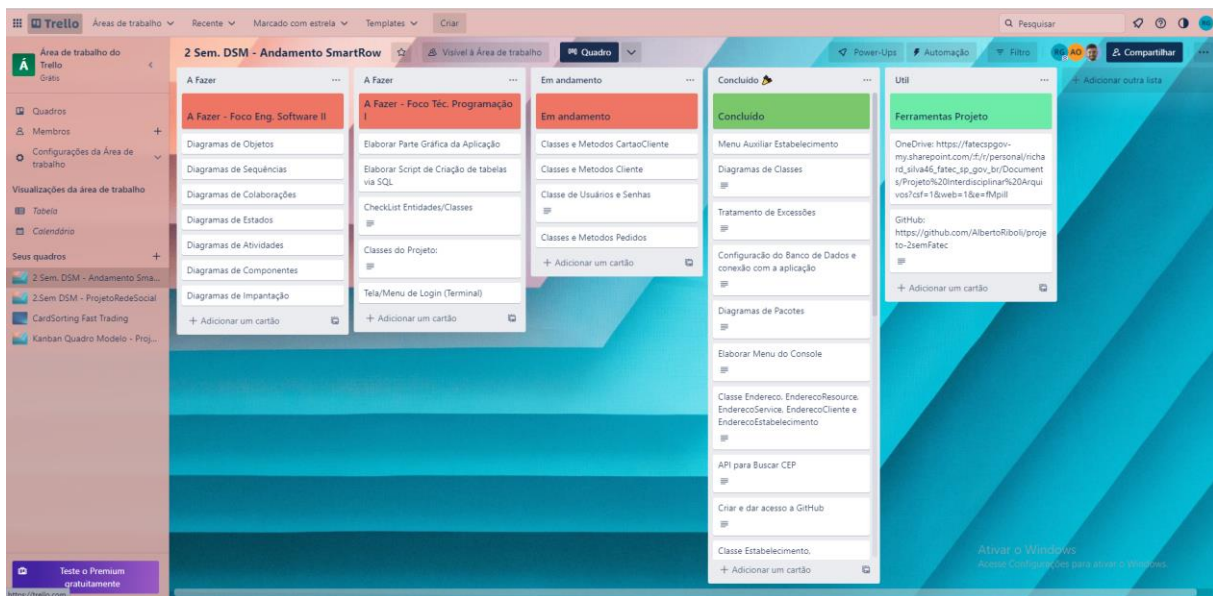 Trello
Áreas de trabalho
Recente
Marcado com estrela
Templates
Criar
Pesquisar
Á
Área de trabalho do
Trello
Grátis
Quadros
Membros
Configurações da Área de
trabalho
Visualizações da área de trabalho
Tabela
Calendário
Seus quadros
2 Sem. DSM - Andamento Sma...
2.Sem DSM - ProjetoRedeSocial
CardSorting Fast Trading
Kanban Quadro Modelo - Proj...
Teste o Premium
gratuitamente
https://trello.com
2 Sem. DSM - Andamento SmartRow
Visível à Área de trabalho
Quadro
Power-Ups
Automação
Filtro
AO
Compartilhar
A Fazer
A Fazer - Foco Eng. Software II
Diagramas de Objetos
Diagramas de Sequências
Diagramas de Colaborações
Diagramas de Estados
Diagramas de Atividades
Diagramas de Componentes
Diagramas de Impantação
+ Adicionar um cartão
A Fazer
A Fazer - Foco Téc. Programação
I
Elaborar Parte Gráfica da Aplicação
Elaborar Script de Criação de tabelas
via SQL
CheckList Entidades/Classes
Classes do Projeto:
Tela/Menu de Login (Terminal)
+ Adicionar um cartão
Em andamento
Em andamento
Classes e Metodos CartaoCliente
Classes e Metodos Cliente
Classe de Usuários e Senhas
Classes e Metodos Pedidos
+ Adicionar um cartão
Concluído
Concluído
Menu Auxiliar Estabelecimento
Diagramas de Classes
Tratamento de Excessões
Configuracão do Banco de Dados e
conexão com a aplicação
Diagramas de Pacotes
Elaborar Menu do Console
Classe Endereco, EnderecoResource,
EnderecoService, EnderecoCliente e
EnderecoEstabelecimento
API para Buscar CEP
Criar e dar acesso a GitHub
Classe Estabelecimento,
+ Adicionar um cartão
Util
Ferramentas Projeto
OneDrive: https://fatecspgov-
my.sharepoint.com/:f:/r/personal/richa
rd_silva46_fatec_sp_gov_br/Document
s/Projeto%20Interdisciplinar%20Arqui
vos?csf=1&web=1&e=fMpill
GitHub:
https://github.com/AlbertoRiboli/proje
to-2semFatec
+ Adicionar um cartão
+ Adicionar outra lista
Ativar o Windows
Acesse Configurações para ativar o Windows.